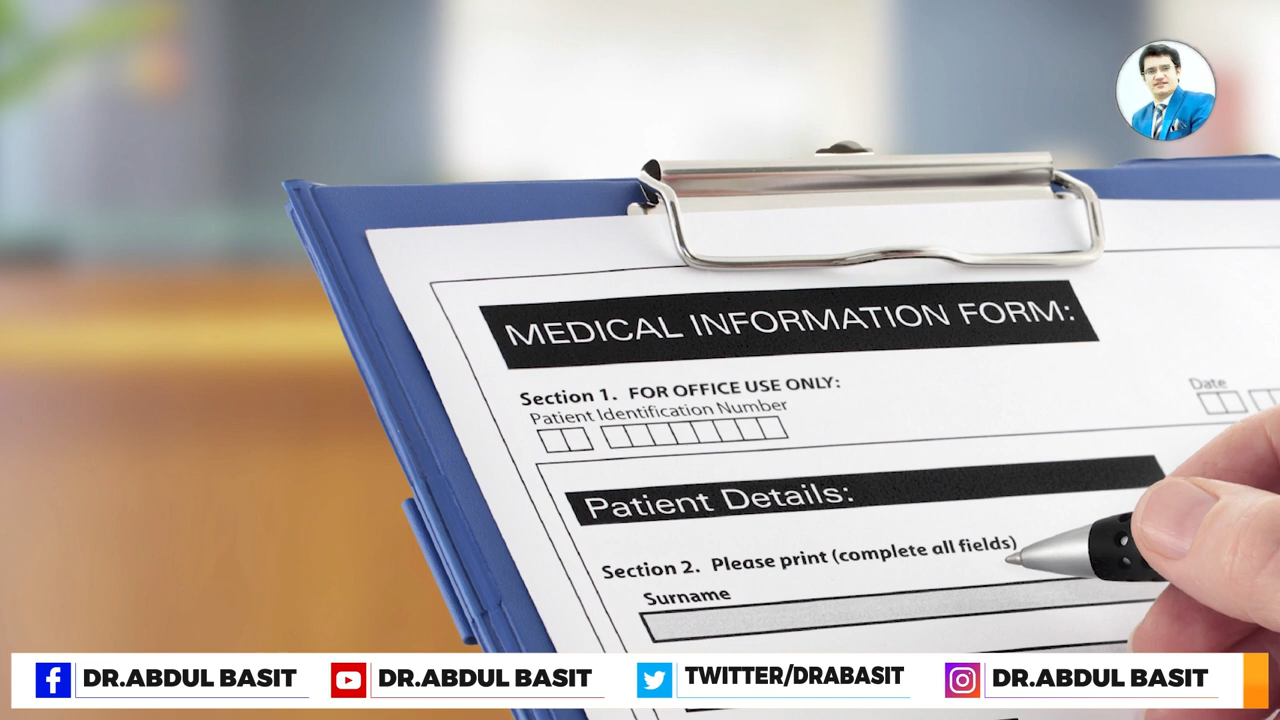 MEDICAL INFORMATION FORM:
Section 1. FOR OFFICE USE ONLY:
Patient Identification Number
Date
Patient Details:
Section 2. Please print (complete all fields)
Surname
DR.ABDUL BASIT
DR.ABDUL BASIT
TWITTER/DRABASIT
DR.ABDUL BASIT